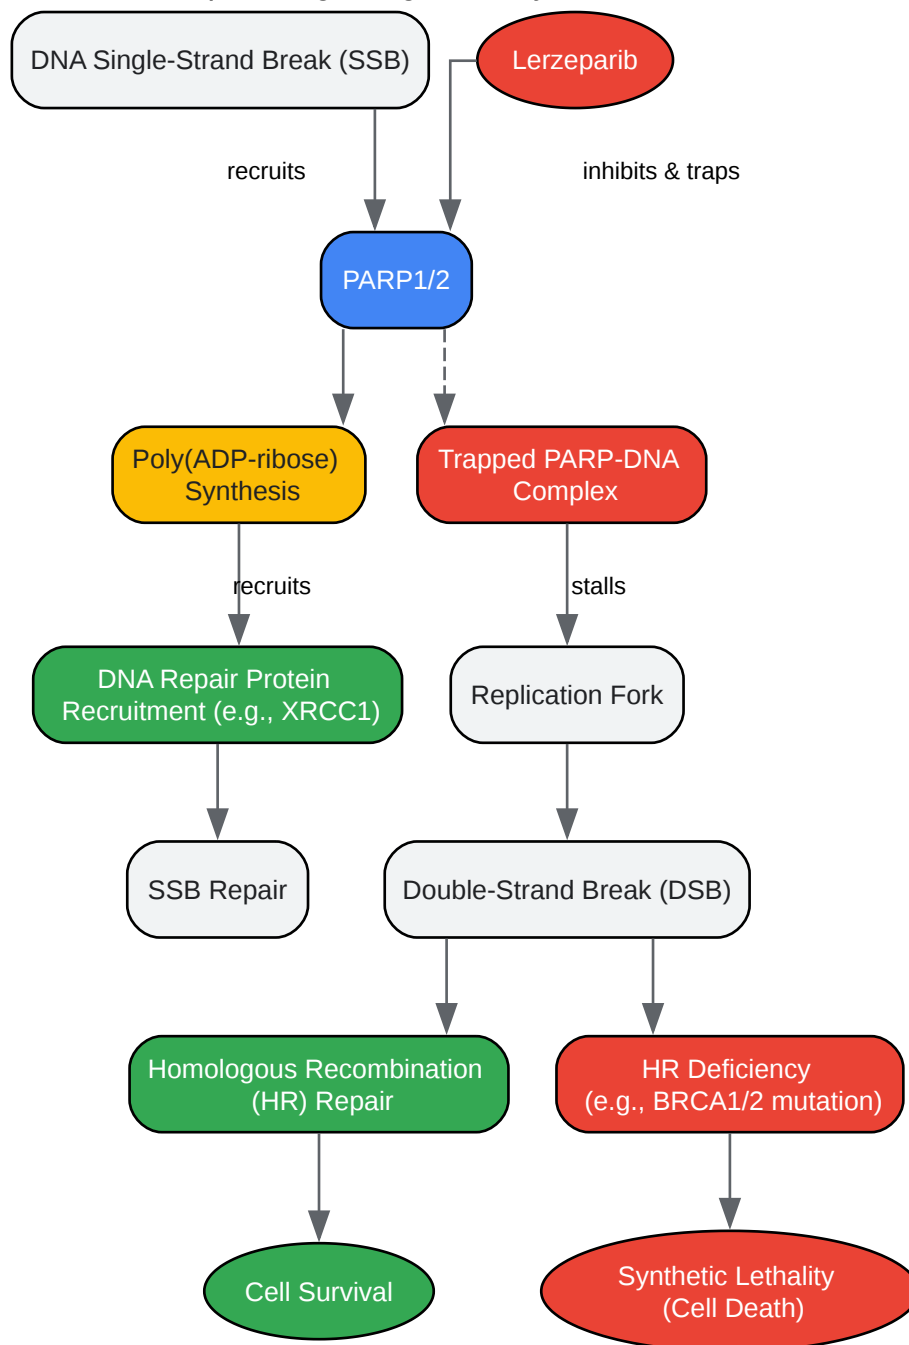 DNA Single-Strand Break (SSB)
Lerzeparib
recruits
inhibits & traps
PARP1/2
Poly(ADP-ribose)
Synthesis
Trapped PARP-DNA
Complex
recruits
stalls
DNA Repair Protein
Recruitment (e.g., XRCC1)
Replication Fork
SSB Repair
Double-Strand Break (DSB)
Homologous Recombination
(HR) Repair
HR Deficiency
(e.g., BRCA1/2 mutation)
Cell Survival
Synthetic Lethality
(Cell Death)